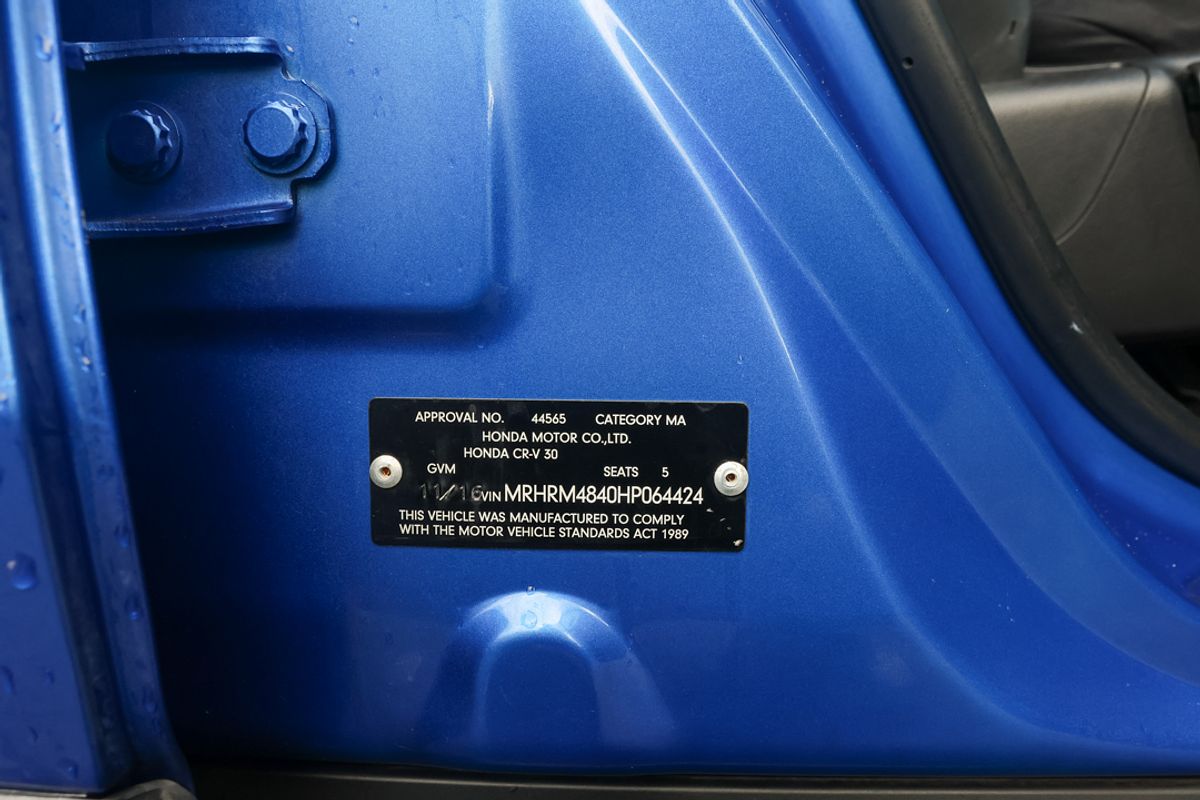 APPROVAL NO. 44565 CATEGORY MA
HONDA MOTOR CO.,LTD.
HONDA CR-V 30
GVM SEATS 5
11/16 VIN MRHRM4840HP064424
THIS VEHICLE WAS MANUFACTURED TO COMPLY
WITH THE MOTOR VEHICLE STANDARDS ACT 1989